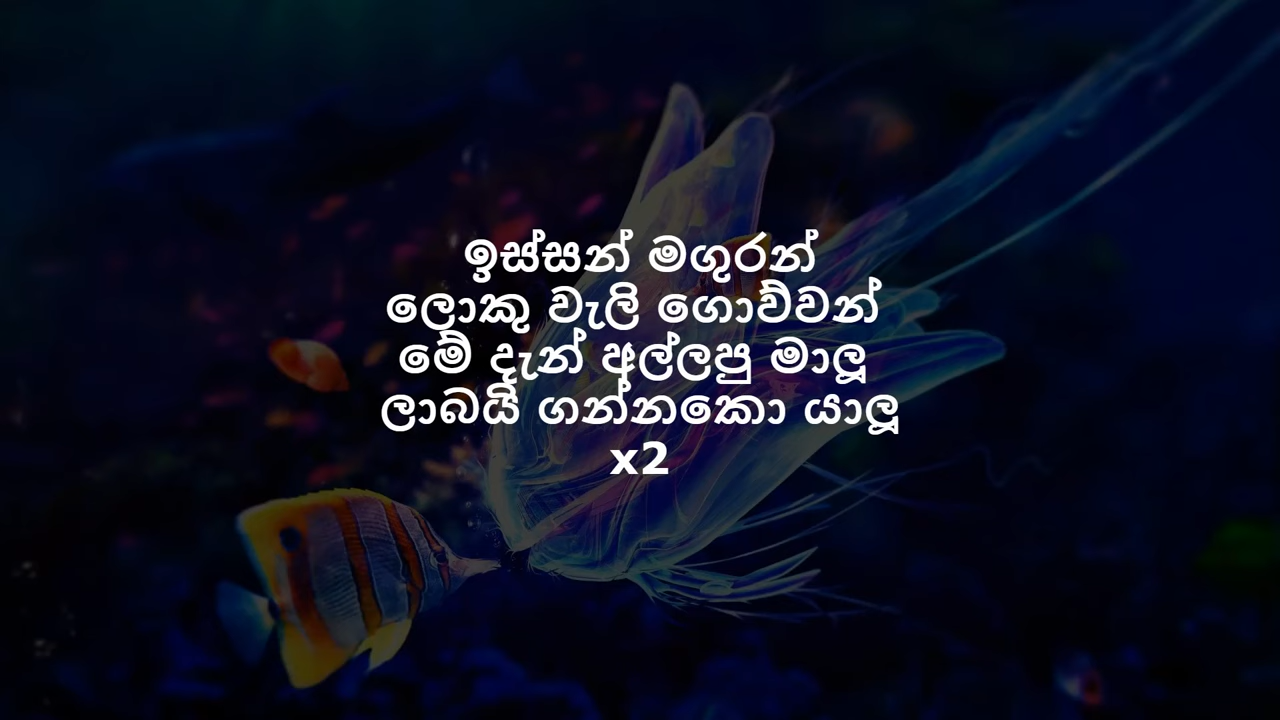 ඉස්සන් මගුරන්
ලොකු වැලි ගොව්වන්
මේ දැන් අල්ලපු මාලූ
ලාබයි ගන්නකො යාලූ
x2